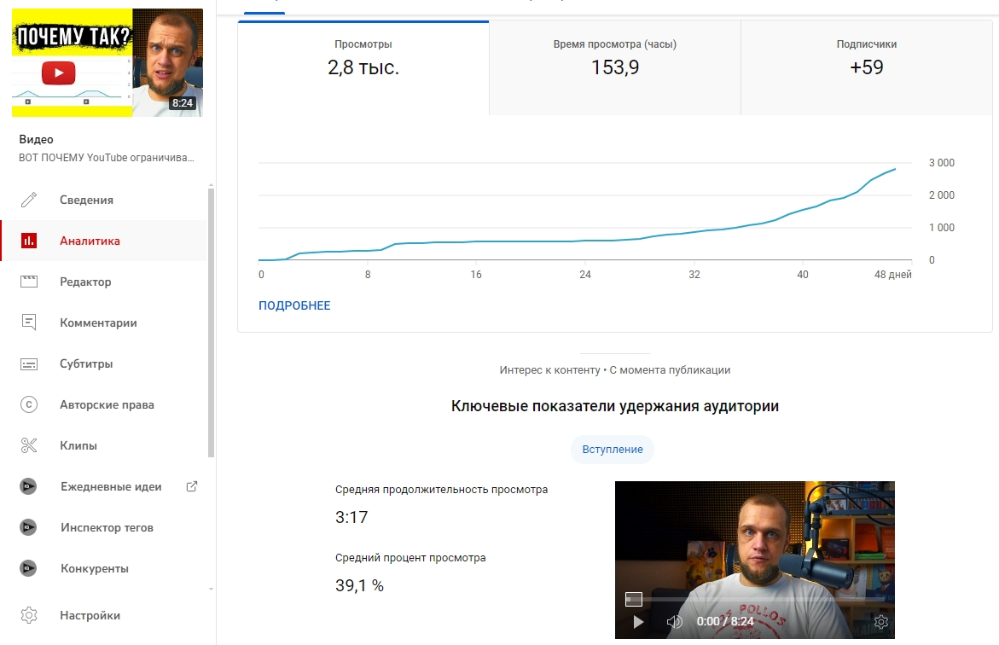 ПОЧЕМУ ТАК?
8:24
Видео
ВОТ ПОЧЕМУ YouTube ограничива...
Сведения
Аналитика
Редактор
Комментарии
Субтитры
Авторские права
Клипы
Ежедневные идеи
Инспектор тегов
Конкуренты
Настройки
Просмотры
2,8 тыс.
Время просмотра (часы)
153,9
Подписчики
+59
3 000
2 000
1 000
0
0 8 16 24 32 40 48 дней
ПОДРОБНЕЕ
Интерес к контенту • С момента публикации
Ключевые показатели удержания аудитории
Вступление
Средняя продолжительность просмотра
3:17
Средний процент просмотра
39,1 %
POLLOS
0:00 / 8:24